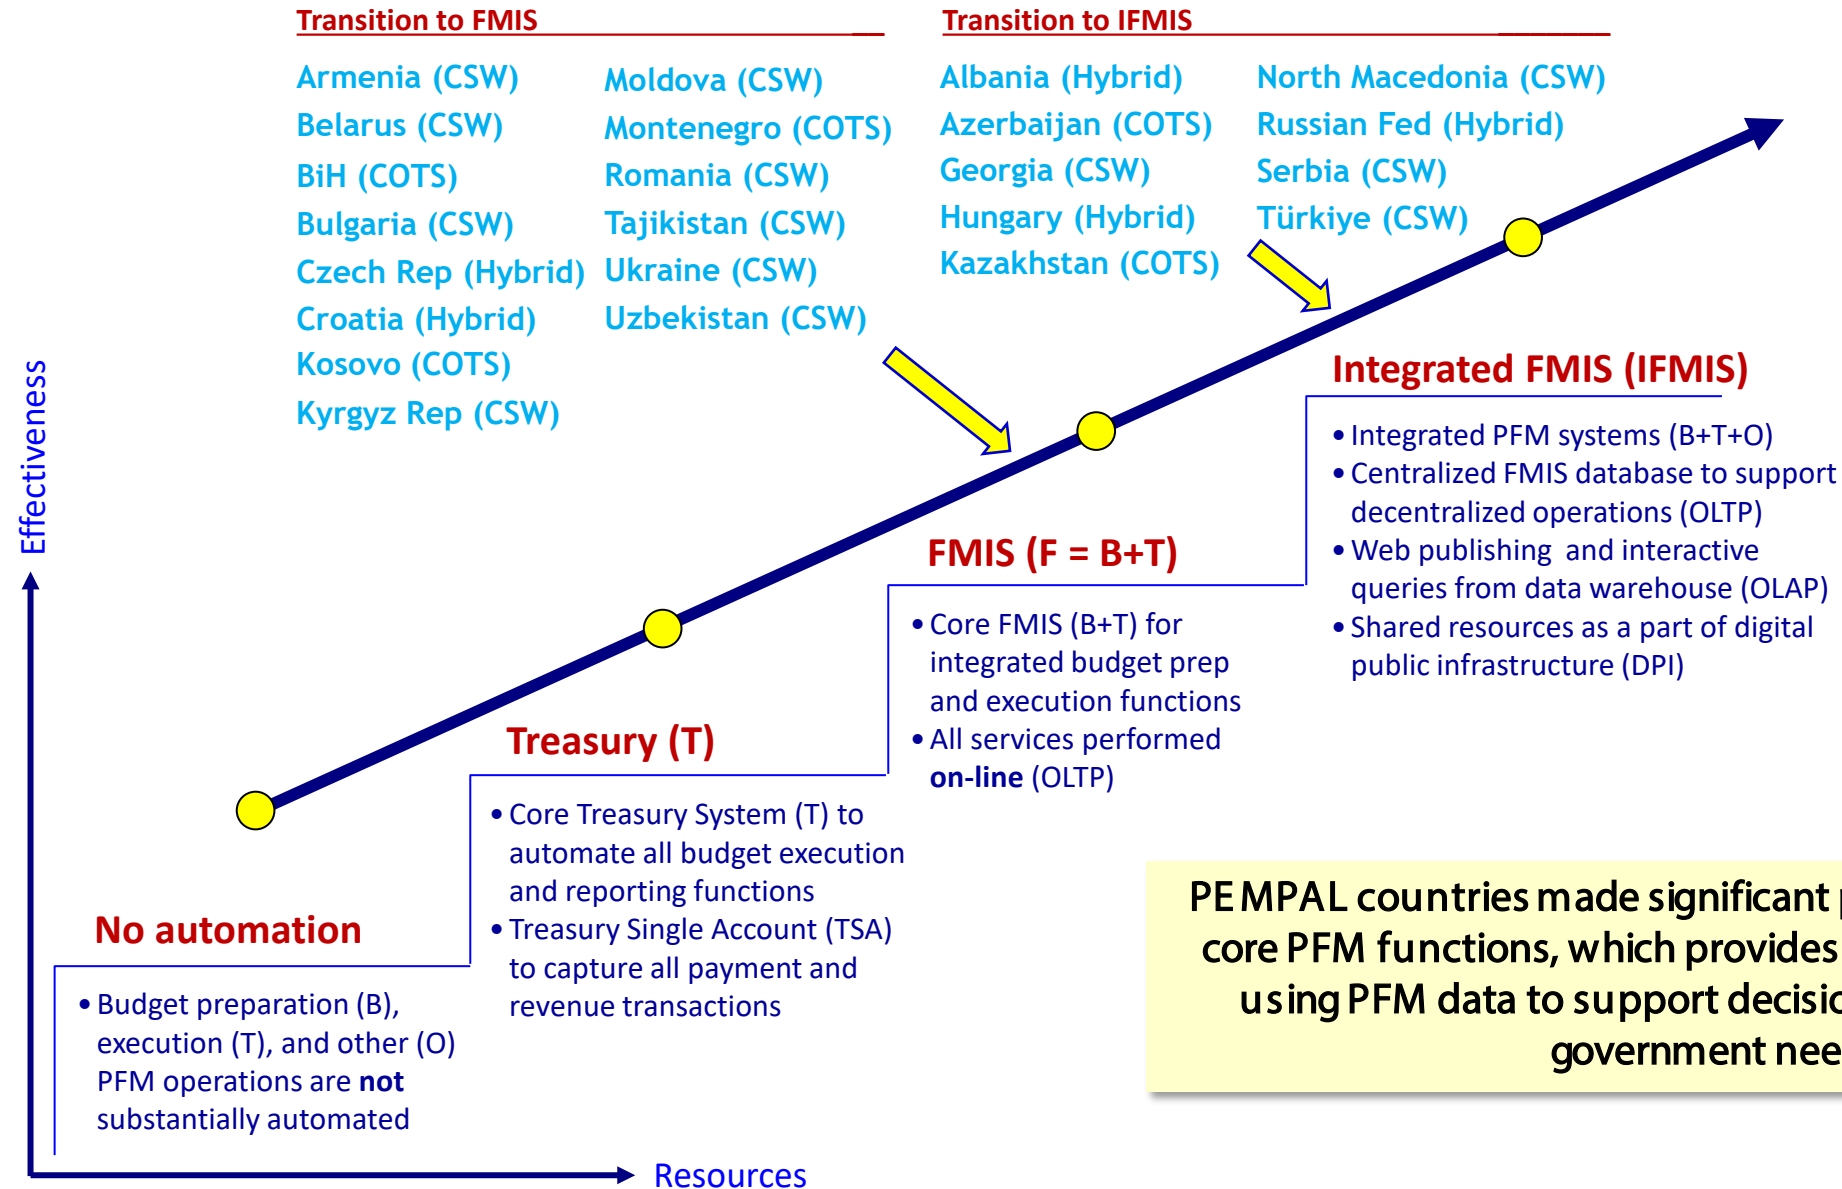 Transition to FMIS
Armenia (CSW)
Belarus (CSW)
BiH (COTS)
Bulgaria (CSW)
Czech Rep (Hybrid)
Croatia (Hybrid)
Kosovo (COTS)
Kyrgyz Rep (CSW)
Moldova (CSW)
Montenegro (COTS)
Romania (CSW)
Tajikistan (CSW)
Ukraine (CSW)
Uzbekistan (CSW)
Transition to IFMIS
Albania (Hybrid)
Azerbaijan (COTS)
Georgia (CSW)
Hungary (Hybrid)
Kazakhstan (COTS)
North Macedonia (CSW)
Russian Fed (Hybrid)
Serbia (CSW)
Türkiye (CSW)
Effectiveness
Integrated FMIS (IFMIS)
• Integrated PFM systems (B+T+O)
• Centralized FMIS database to support
decentralized operations (OLTP)
• Web publishing and interactive
queries from data warehouse (OLAP)
• Shared resources as a part of digital
public infrastructure (DPI)
FMIS (F = B+T)
• Core FMIS (B+T) for
integrated budget prep
and execution functions
• All services performed
on-line (OLTP)
Treasury (T)
• Core Treasury System (T) to
automate all budget execution
and reporting functions
• Treasury Single Account (TSA)
to capture all payment and
revenue transactions
No automation
• Budget preparation (B),
execution (T), and other (O)
PFM operations are not
substantially automated
PEMPAL countries made significant
core PFM functions, which provides
using PFM data to support
government
Resources